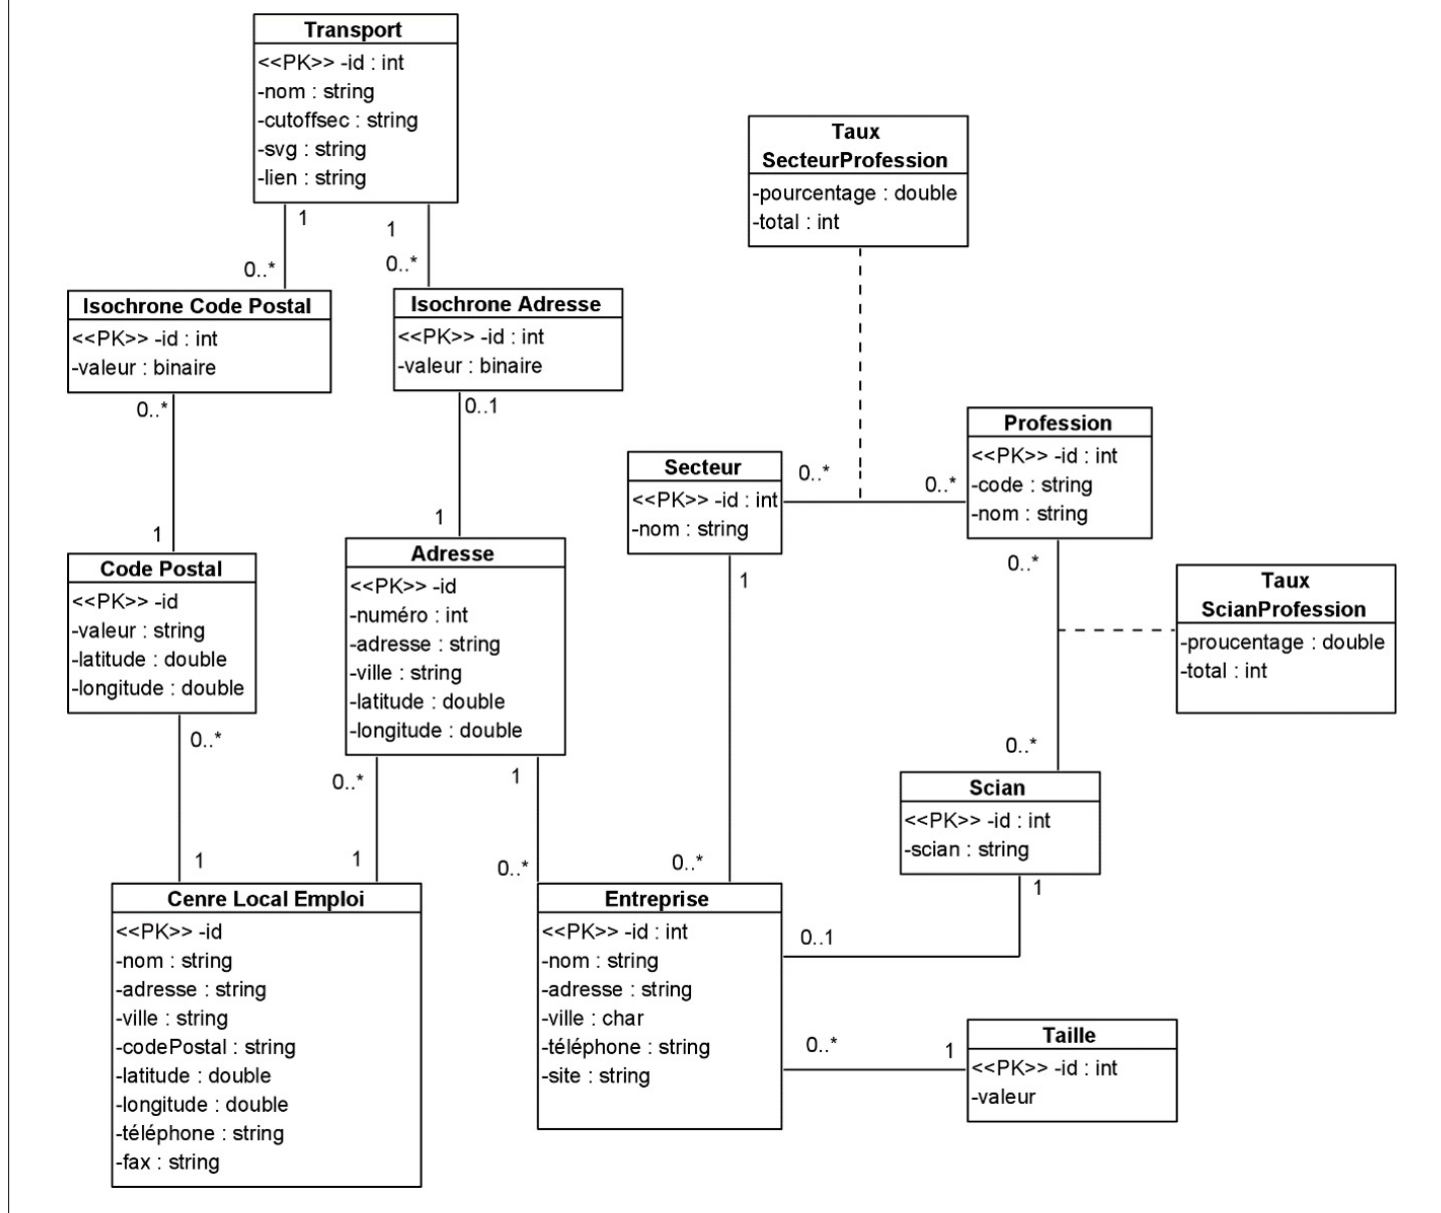 Transport
<<PK>> -id : int
-nom : string
-cutoffsec : string
-svg : string
-lien : string
1
1
0..*
0..*
Taux
SecteurProfession
-pourcentage : double
-total : int
Isochrone Code Postal
<<PK>> -id : int
-valeur : binaire
0..*
1
Isochrone Adresse
<<PK>> -id : int
-valeur : binaire
0..1
1
Secteur
<<PK>> -id : int
-nom : string
0..*
0..*
1
0..*
Profession
<<PK>> -id : int
-code : string
-nom : string
0..*
0..*
Taux
ScianProfession
-proucentage : double
-total : int
Code Postal
<<PK>> -id
-valeur : string
-latitude : double
-longitude : double
0..*
1
Adresse
<<PK>> -id
-numéro : int
-adresse : string
-ville : string
-latitude : double
-longitude : double
0..*
1
1
0..*
Scian
<<PK>> -id : int
-scian : string
1
0..1
Cenre Local Emploi
<<PK>> -id
-nom : string
-adresse : string
-ville : string
-codePostal : string
-latitude : double
-longitude : double
-téléphone : string
-fax : string
Entreprise
<<PK>> -id : int
-nom : string
-adresse : string
-ville : char
-téléphone : string
-site : string
0..*
1
Taille
<<PK>> -id : int
-valeur